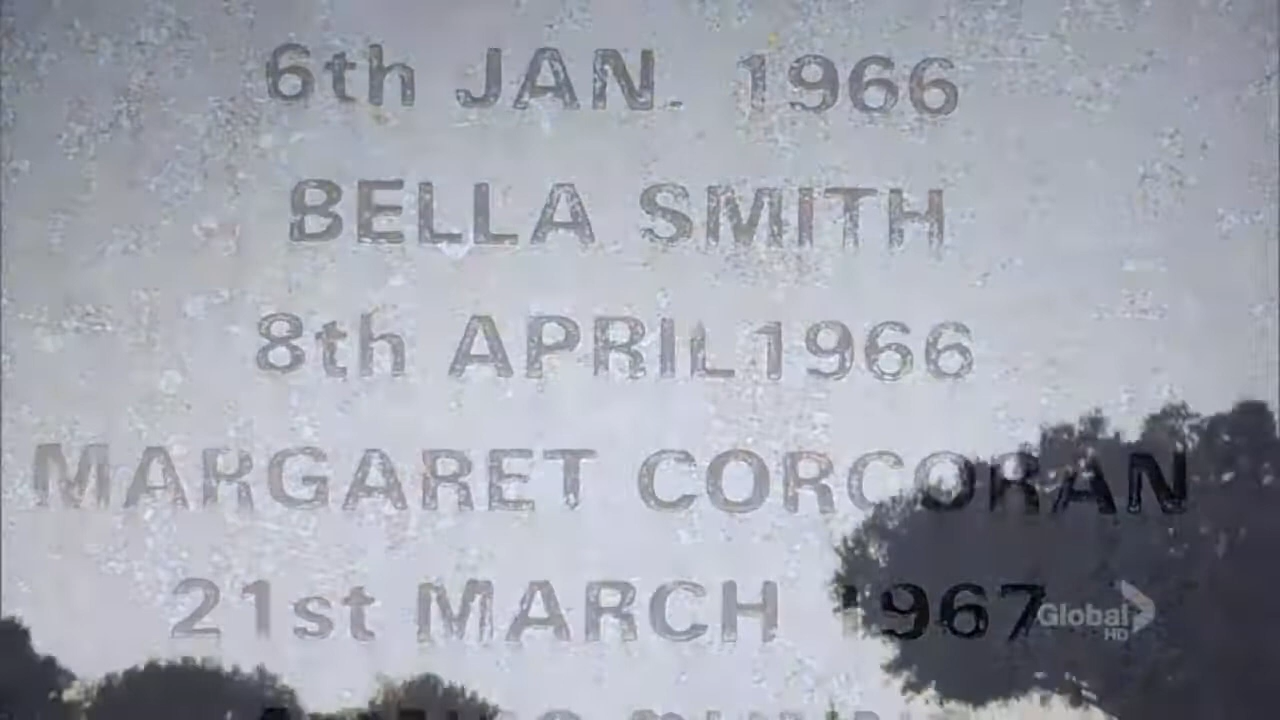 6th JAN. 1966
BELLA SMITH
8th APRIL 1966
MARGARET CORCORAN
21st MARCH 1967
Global
HD